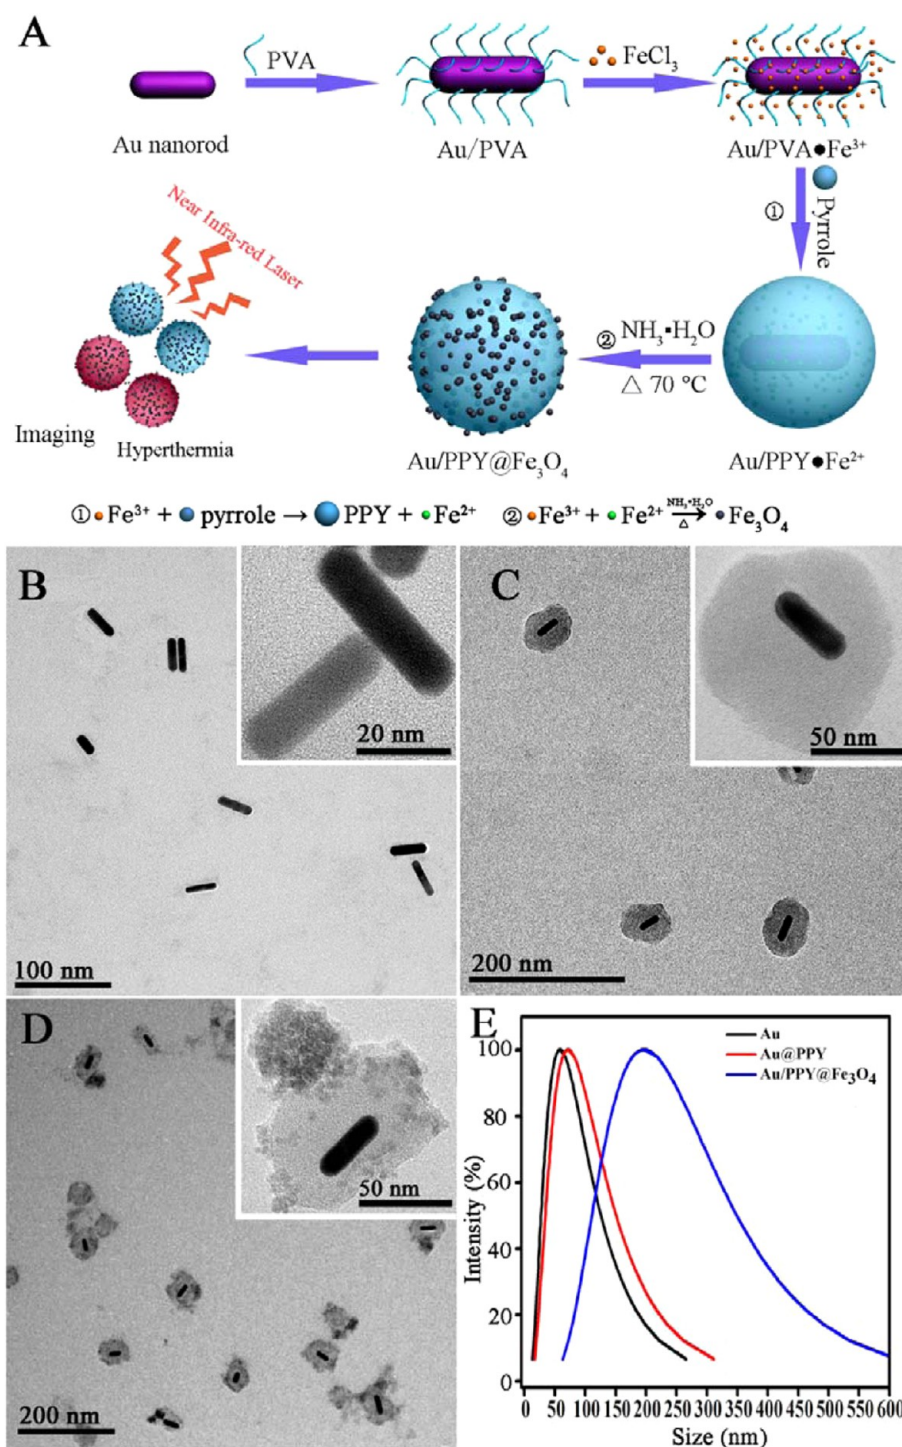 A
PVA
FeCl₃
Au nanorod
Au/PVA
Au/PVA●Fe³⁺
①
Pyrrole
Near Infra-red Laser
② NH₃▪H₂O
△ 70 °C
Imaging
Hyperthermia
Au/PPY@Fe₃O₄
Au/PPY●Fe²⁺
① Fe³⁺ + pyrrole → PPY + Fe²⁺
② Fe³⁺ + Fe²⁺ NH₃•H₂O → △ Fe₃O₄
B
20 nm
100 nm
C
50 nm
200 nm
D
50 nm
200 nm
E
Au
Au@PPY
Au/PPY@Fe₃O₄
Intensity (%)
100
80
60
40
20
0
0 50 100 150 200 250 300 350 400 450 500 550 600
Size (nm)